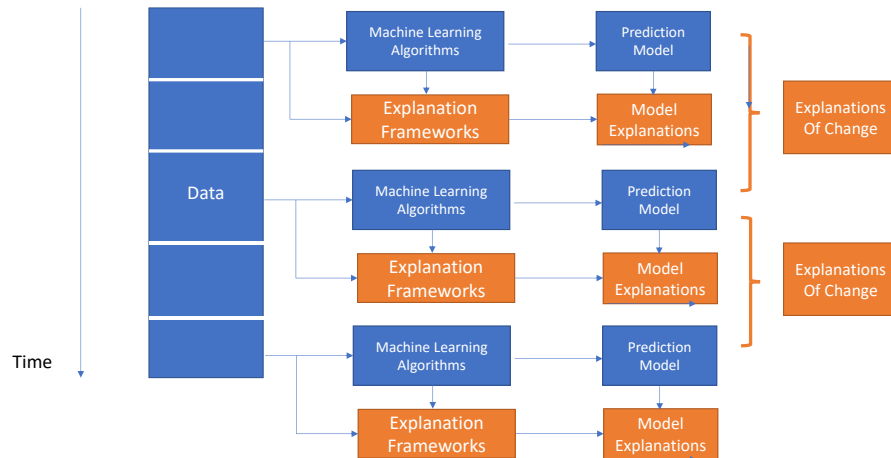 Machine Learning
Algorithms
Prediction
Model
Explanation
Frameworks
Model
Explanations
Explanations
Of Change
Data
Machine Learning
Algorithms
Prediction
Model
Explanation
Frameworks
Model
Explanations
Explanations
Of Change
Time
Machine Learning
Algorithms
Prediction
Model
Explanation
Frameworks
Model
Explanations